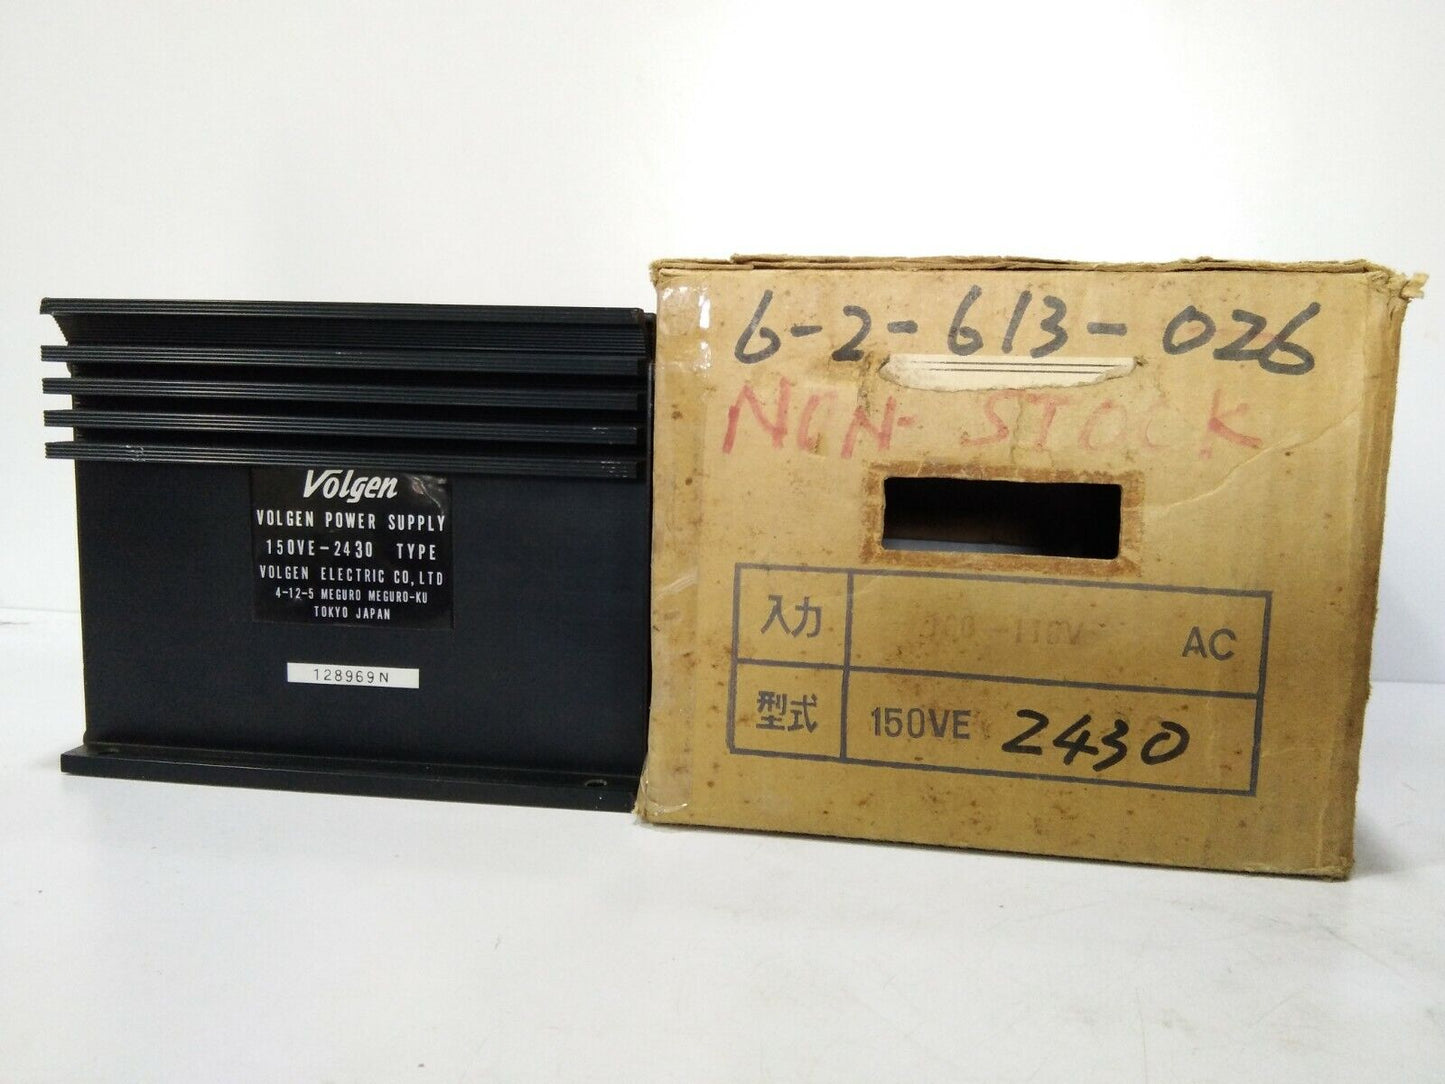 Volgen
VOLGEN POWER SUPPLY
150VE-2430 TYPE
VOLGEN ELECTRIC CO,LTD
4-12-5 MEGURO MEGURO-KU
TOKYO JAPAN
128969N
6-2-613-026
NON-STOCK
入力 -110V AC
型式 150VE 2430